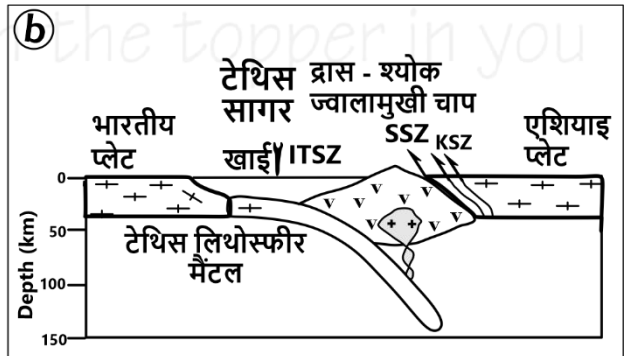 b
n the topper in you
टेथिस सागर
द्रास - श्योक ज्वालामुखी चाप
भारतीय प्लेट
खाई
ITSZ
SSZ
KSZ
एशियाइ प्लेट
0
50
100
150
Depth (km)
टेथिस लिथोस्फीर मैंटल
v v v v v v v v